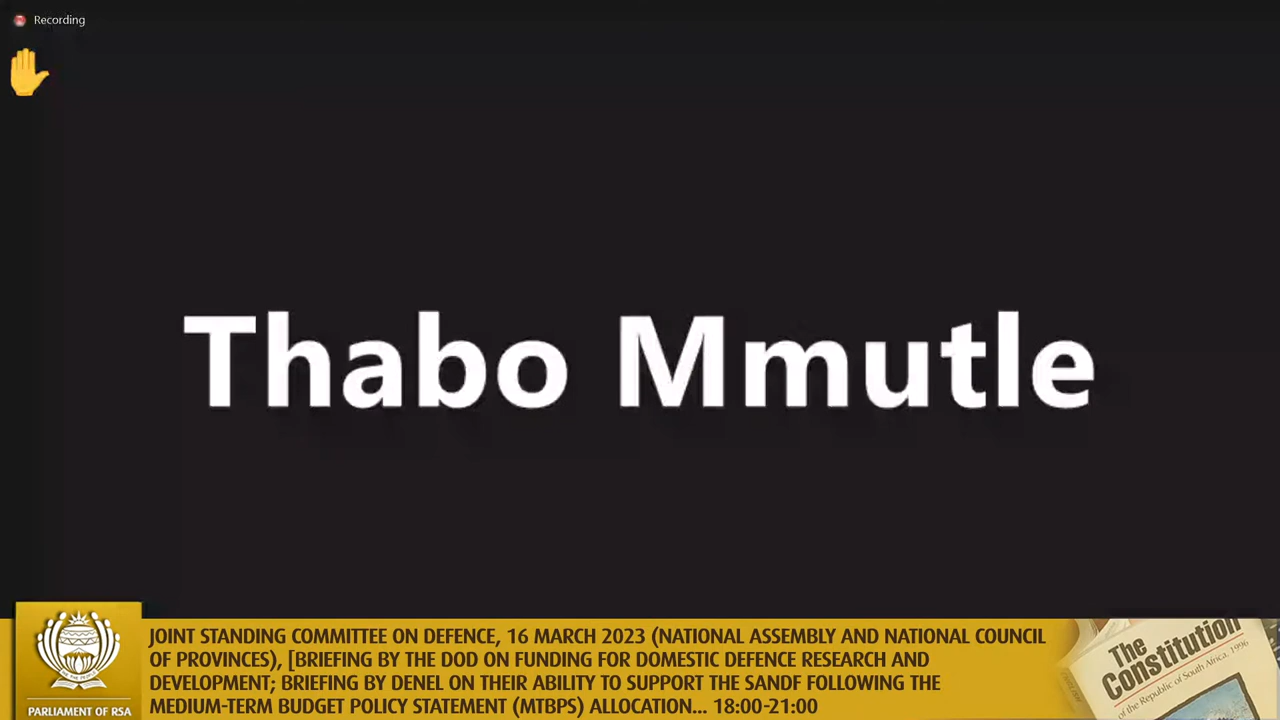 Recording
Thabo Mmutle
JOINT STANDING COMMITTEE ON DEFENCE, 16 MARCH 2023 (NATIONAL ASSEMBLY AND NATIONAL COUNCIL
OF PROVINCES), [BRIEFING BY THE DOD ON FUNDING FOR DOMESTIC DEFENCE RESEARCH AND
DEVELOPMENT; BRIEFING BY DENEL ON THEIR ABILITY TO SUPPORT THE SANDF FOLLOWING THE
MEDIUM-TERM BUDGET POLICY STATEMENT (MTBPS) ALLOCATION... 18:00-21:00
PARLIAMENT OF RSA
The
Constitution
of the Republic of South Africa, 1996